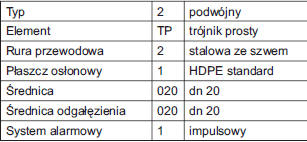 Typ 2 podwójny
Element TP trójnik prosty
Rura przewodowa 2 stalowa ze szwem
Płaszcz osłonowy 1 HDPE standard
Średnica 020 dn 20
Średnica odgałęzienia 020 dn 20
System alarmowy 1 impulsowy